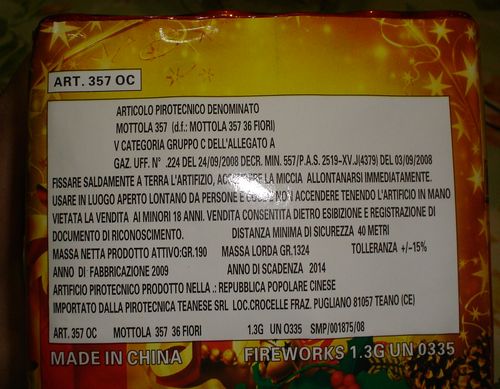 ART. 357 OC
ARTICOLO PIROTECNICO DENOMINATO
MOTTOLA 357 (d.f.: MOTTOLA 357 36 FIORI)
V CATEGORIA GRUPPO C DELL'ALLEGATO A
GAZ. UFF. N° .224 DEL 24/09/2008 DECR. MIN. 557/P.A.S. 2519-XV.J(4379) DEL 03/09/2008
FISSARE SALDAMENTE A TERRA L'ARTIFIZIO, LA MICCIA ALLONTANARSI IMMEDIATAMENTE.
USARE IN LUOGO APERTO LONTANO DA PERSONE E NON ACCENDERE TENENDO L'ARTIFICIO IN MANO
VIETATA LA VENDITA AI MINORI 18 ANNI. VENDITA CONSENTITA DIETRO ESIBIZIONE E REGISTRAZIONE DI
DOCUMENTO DI RICONOSCIMENTO. DISTANZA MINIMA DI SICUREZZA 40 METRI
MASSA NETTA PRODOTTO ATTIVO:GR.190 MASSA LORDA GR.1324 TOLLERANZA +/-15%
ANNO DI FABBRICAZIONE 2009 ANNO DI SCADENZA 2014
ARTIFICIO PIROTECNICO PRODOTTO NELLA .: REPUBBLICA POPOLARE CINESE
IMPORTATO DALLA PIROTECNICA TEANESE SRL LOC.CROCELLE FRAZ. PUGLIANO 81057 TEANO (CE)
ART. 357 OC MOTTOLA 357 36 FIORI 1.3G UN O335 SMP/001875/08
MADE IN CHINA FIREWORKS 1.3G UN 0335